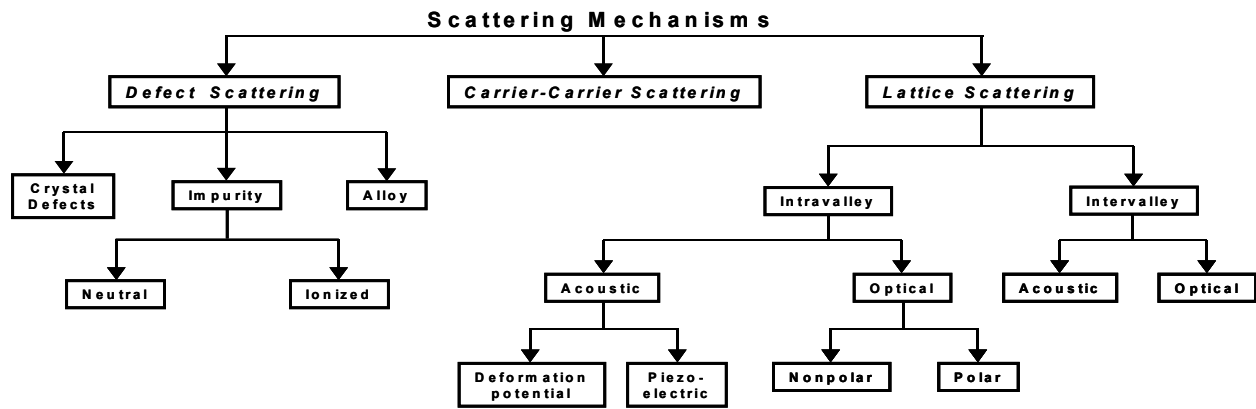 Scattering Mechanisms
Defect Scattering
Carrier-Carrier Scattering
Lattice Scattering
Crystal
Defects
Impurity
Alloy
Intravalley
Intervalley
Neutral
Ionized
Acoustic
Optical
Acoustic
Optical
Deformation
potential
Piezo-
electric
Nonpolar
Polar